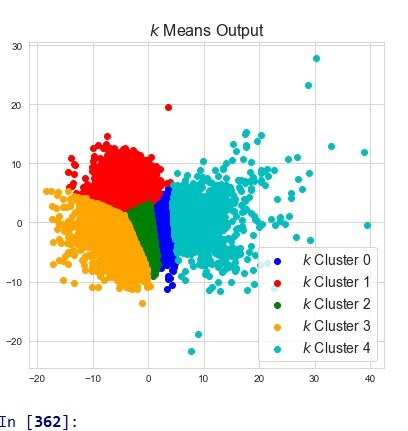 k Means Output
30
20
10
0
−10
−20
−20 −10 0 10 20 30 40
k Cluster 0
k Cluster 1
k Cluster 2
k Cluster 3
k Cluster 4
In [362]: